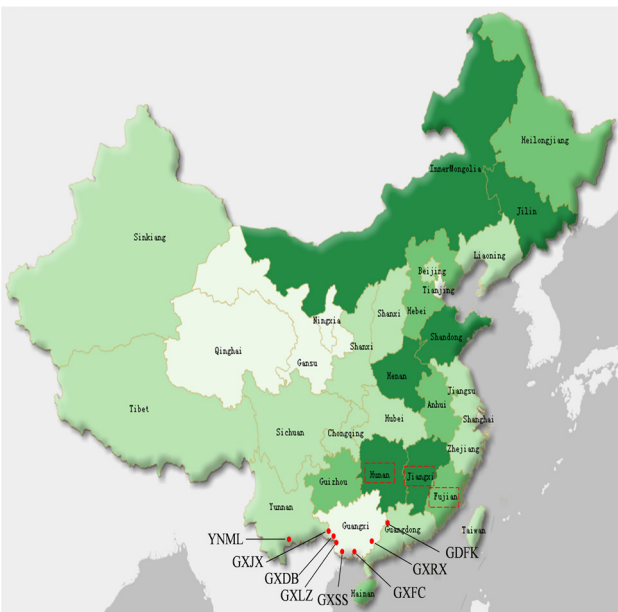 Heilongjiang
InnerMongolia
Jilin
Sinkiang
Liaoning
Beijing
Tianjing
Shanxi
Hebei
Ningxia
Shandong
Shanxi
Qinghai
Gansu
Henan
Jiangsu
Tibet
Anhui
Hubei
Shanghai
Sichuan
Chongqing
Zhejiang
Hunan
Jiangxi
Guizhou
Fujian
Yunnan
Guangxi
Guangdong
Taiwan
YNML
GDFK
GXJX
GXRX
GXDB
GXLZ
GXSS
GXFC
Hainan